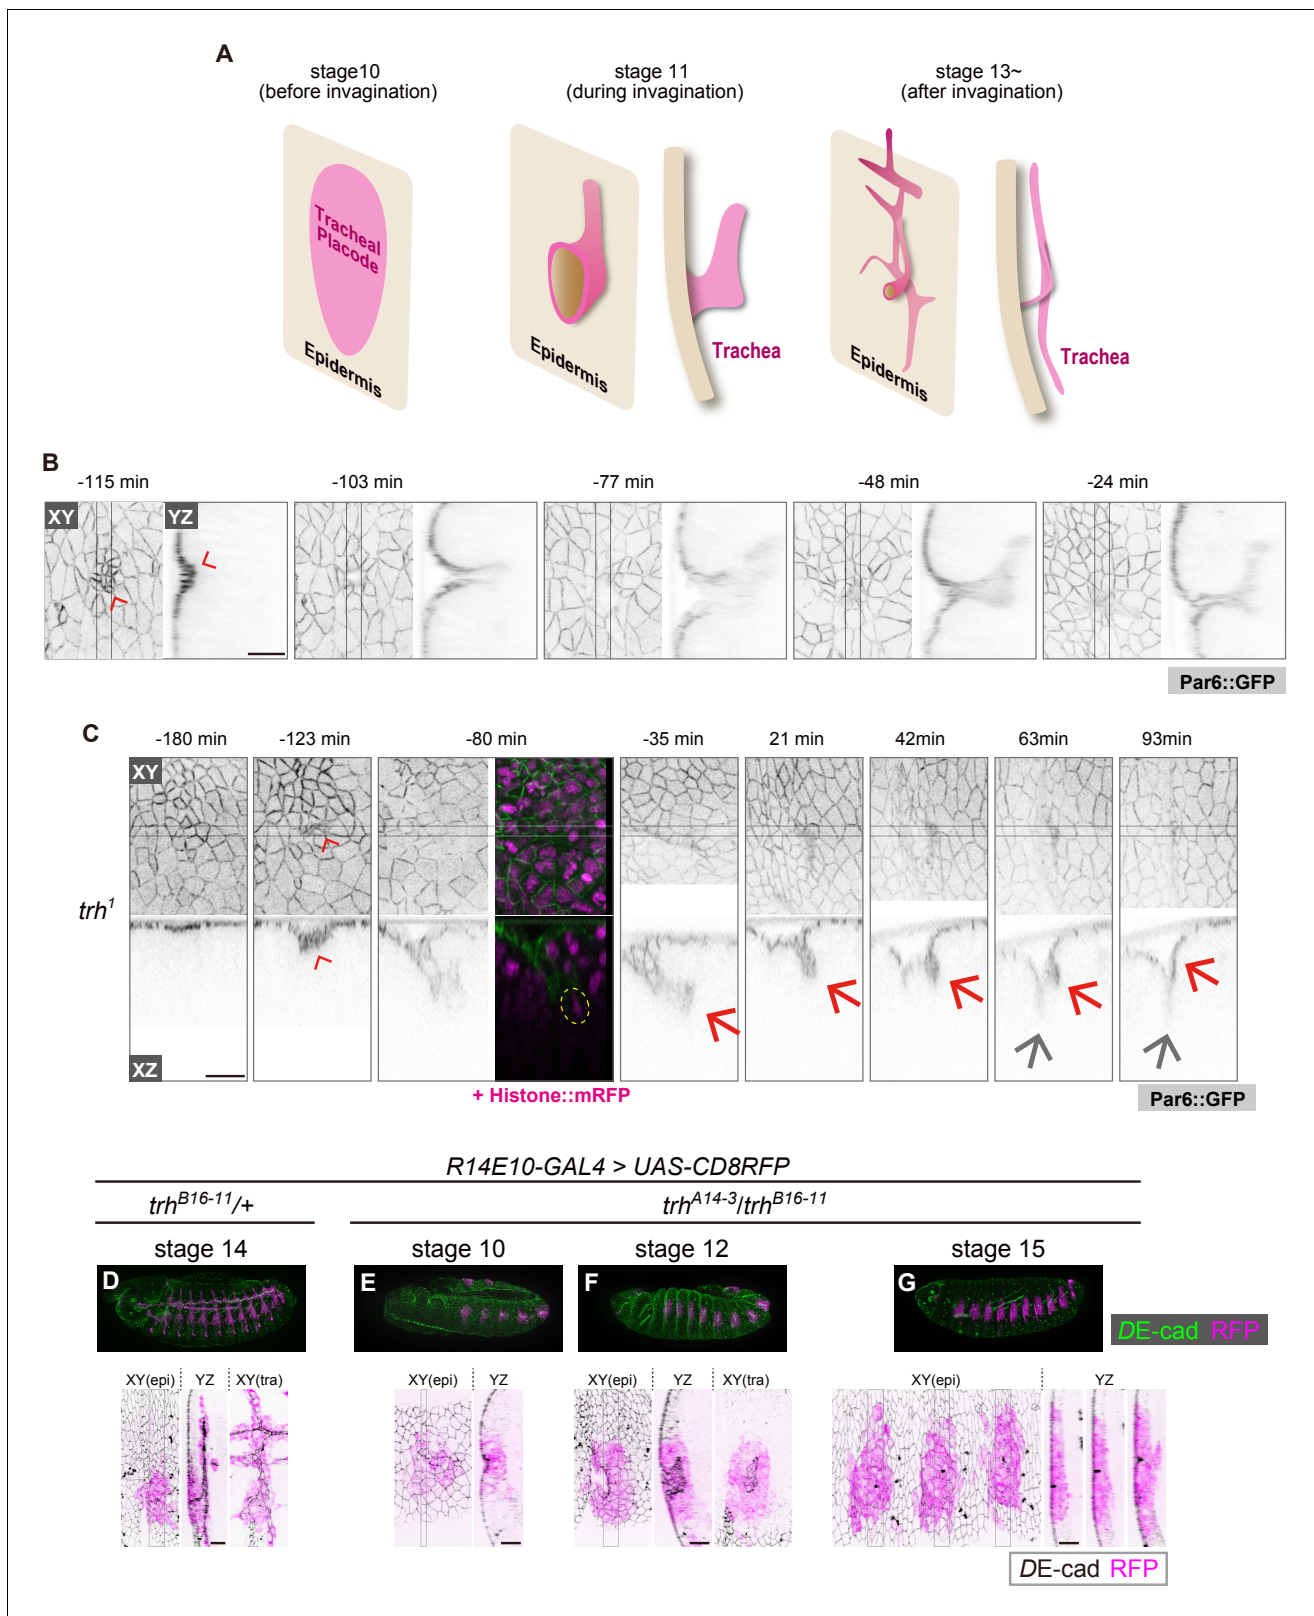 A
stage10
(before invagination)
stage 11
(during invagination)
stage 13~
(after invagination)
Tracheal
Placode
Epidermis
Epidermis
Trachea
Epidermis
Trachea
B
-115 min
-103 min
-77 min
-48 min
-24 min
XY
YZ
Par6::GFP
C
-180 min
-123 min
-80 min
-35 min
21 min
42min
63min
93min
XY
trh1
XZ
+ Histone::mRFP
Par6::GFP
R14E10-GAL4 > UAS-CD8RFP
trhB16-11/+
trhA14-3/trhB16-11
stage 14
stage 10
stage 12
stage 15
D
E
F
G
DE-cad RFP
XY(epi)
YZ
XY(tra)
XY(epi)
YZ
XY(epi)
YZ
XY(tra)
XY(epi)
YZ
DE-cad RFP